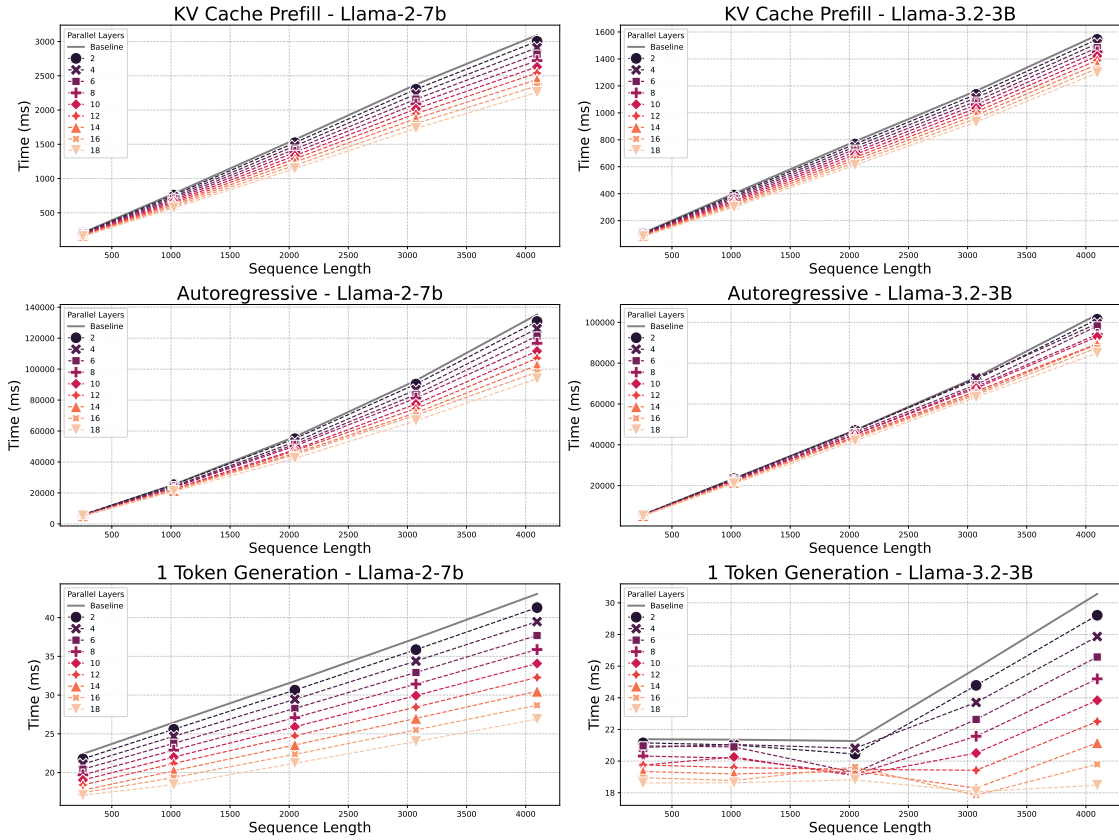 KV Cache Prefill - Llama-2-7b
Time (ms)
3000
2500
2000
1500
1000
500
Parallel Layers
Baseline
2
4
6
8
10
12
14
16
18
500 1000 1500 2000 2500 3000 3500 4000
Sequence Length
KV Cache Prefill - Llama-3.2-3B
Time (ms)
1600
1400
1200
1000
800
600
400
200
Parallel Layers
Baseline
2
4
6
8
10
12
14
16
18
500 1000 1500 2000 2500 3000 3500 4000
Sequence Length
Autoregressive - Llama-2-7b
Time (ms)
140000
120000
100000
80000
60000
40000
20000
0
Parallel Layers
Baseline
2
4
6
8
10
12
14
16
18
500 1000 1500 2000 2500 3000 3500 4000
Sequence Length
Autoregressive - Llama-3.2-3B
Time (ms)
100000
80000
60000
40000
20000
Parallel Layers
Baseline
2
4
6
8
10
12
14
16
18
500 1000 1500 2000 2500 3000 3500 4000
Sequence Length
1 Token Generation - Llama-2-7b
Time (ms)
40
35
30
25
20
Parallel Layers
Baseline
2
4
6
8
10
12
14
16
18
500 1000 1500 2000 2500 3000 3500 4000
Sequence Length
1 Token Generation - Llama-3.2-3B
Time (ms)
30
28
26
24
22
20
18
Parallel Layers
Baseline
2
4
6
8
10
12
14
16
18
500 1000 1500 2000 2500 3000 3500 4000
Sequence Length